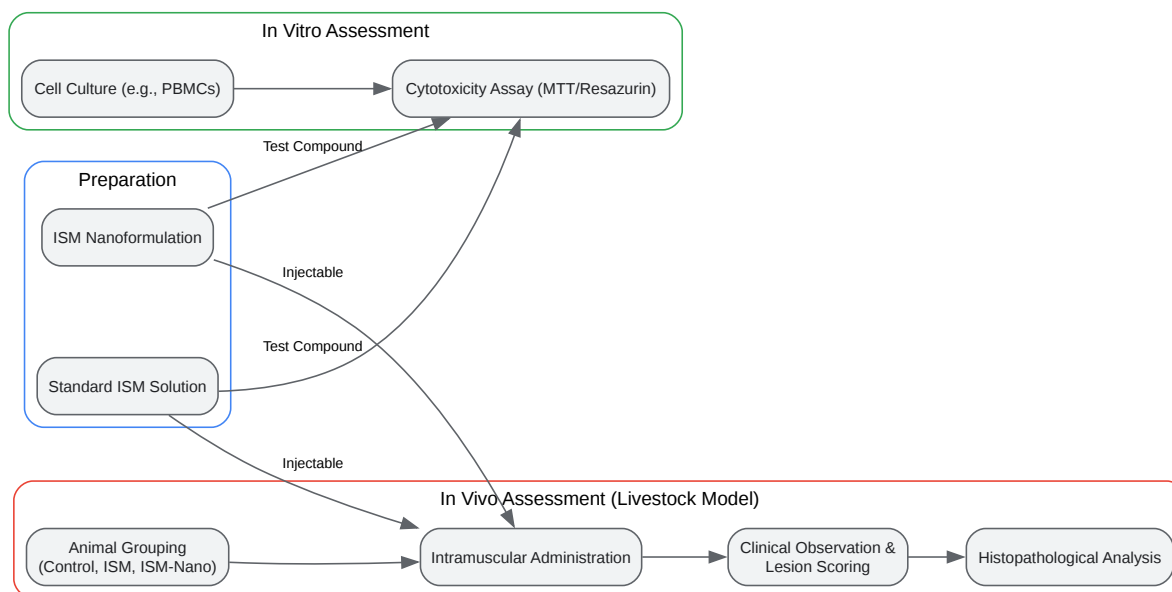 In Vitro Assessment
Cell Culture (e.g., PBMCs)
Cytotoxicity Assay (MTT/Resazurin)
Test Compound
Preparation
ISM Nanoformulation
Injectable
Test Compound
Standard ISM Solution
Injectable
In Vivo Assessment (Livestock Model)
Animal Grouping
(Control, ISM, ISM-Nano)
Intramuscular Administration
Clinical Observation &
Lesion Scoring
Histopathological Analysis